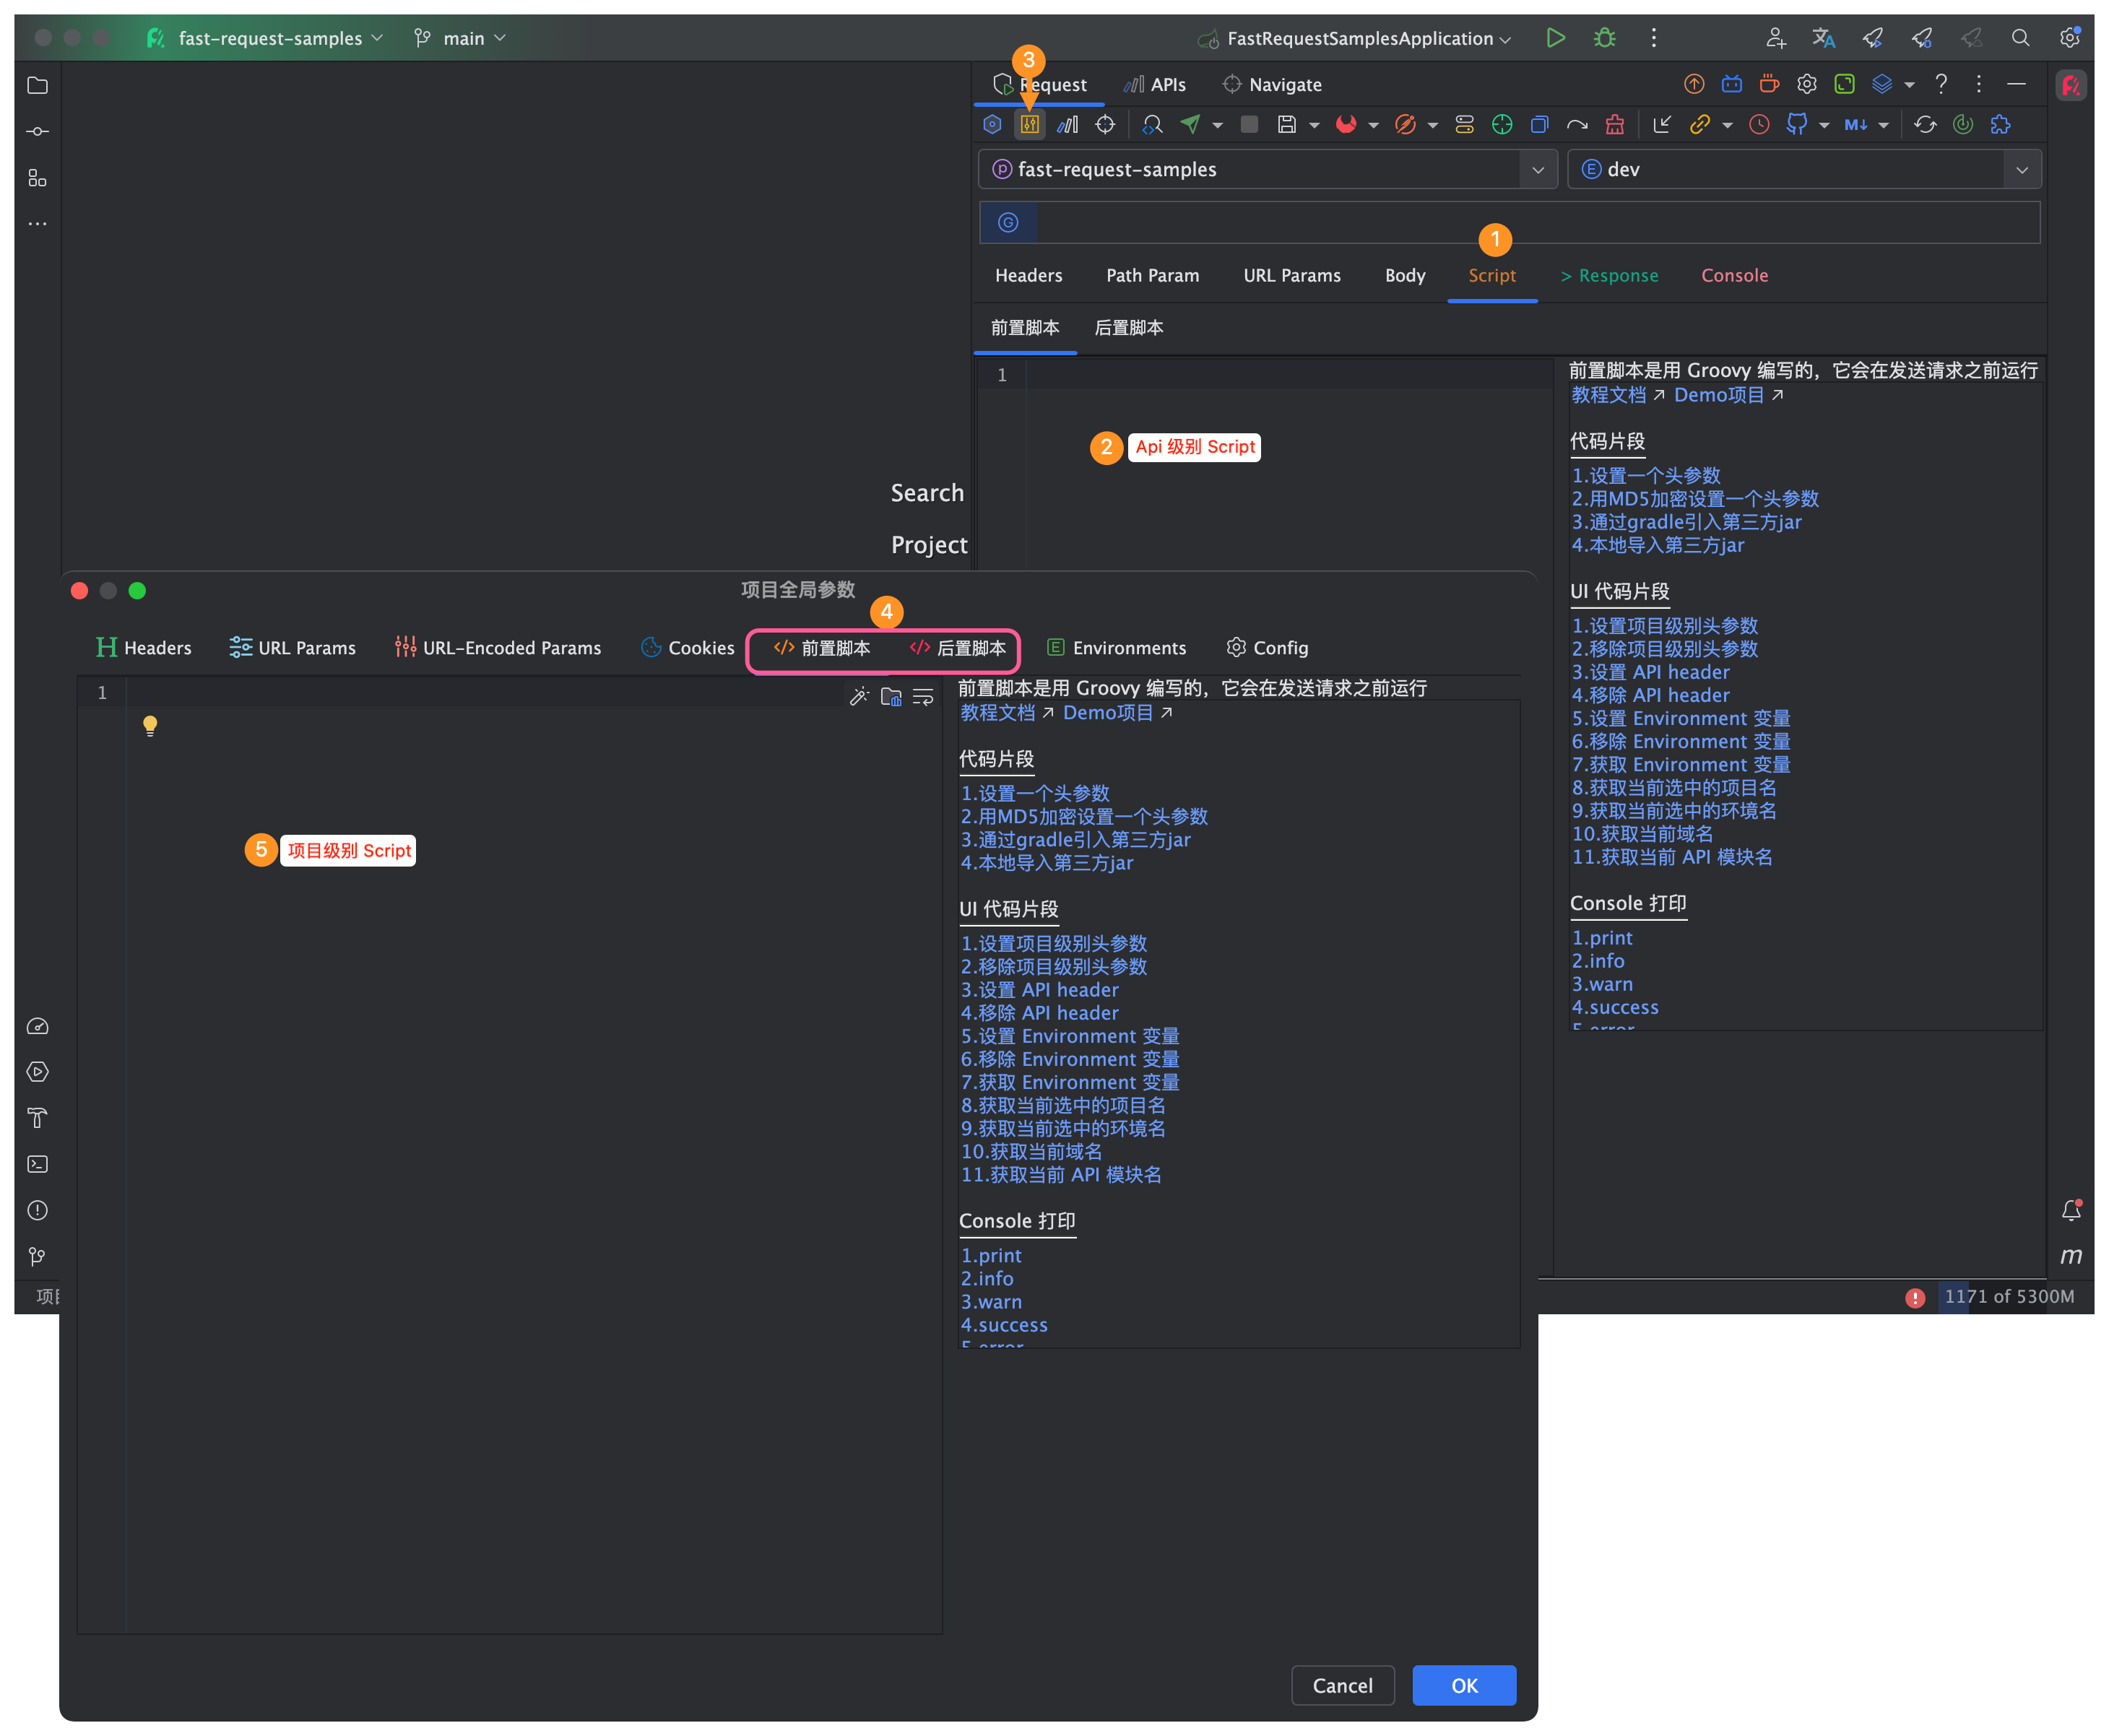 fast-request-samples
main
FastRequestSamplesApplication
3
Request
APIs
Navigate
M↓
P fast-request-samples
E dev
G
1
Headers
Path Param
URL Params
Body
Script
> Response
Console
前置脚本
后置脚本
1
2
Api 级别 Script
前置脚本是用 Groovy 编写的，它会在发送请求之前运行
教程文档 ↗ Demo项目 ↗
代码片段
1.设置一个头参数
2.用MD5加密设置一个头参数
3.通过gradle引入第三方jar
4.本地导入第三方jar
UI 代码片段
1.设置项目级别头参数
2.移除项目级别头参数
3.设置 API header
4.移除 API header
5.设置 Environment 变量
6.移除 Environment 变量
7.获取 Environment 变量
8.获取当前选中的项目名
9.获取当前选中的环境名
10.获取当前域名
11.获取当前 API 模块名
Console 打印
1.print
2.info
3.warn
4.success
5.error
Search
Project
项目全局参数
4
H Headers
URL Params
URL-Encoded Params
Cookies
</> 前置脚本
</> 后置脚本
E Environments
Config
1
5
项目级别 Script
前置脚本是用 Groovy 编写的，它会在发送请求之前运行
教程文档 ↗ Demo项目 ↗
代码片段
1.设置一个头参数
2.用MD5加密设置一个头参数
3.通过gradle引入第三方jar
4.本地导入第三方jar
UI 代码片段
1.设置项目级别头参数
2.移除项目级别头参数
3.设置 API header
4.移除 API header
5.设置 Environment 变量
6.移除 Environment 变量
7.获取 Environment 变量
8.获取当前选中的项目名
9.获取当前选中的环境名
10.获取当前域名
11.获取当前 API 模块名
Console 打印
1.print
2.info
3.warn
4.success
5.error
m
1171 of 5300M
Cancel
OK